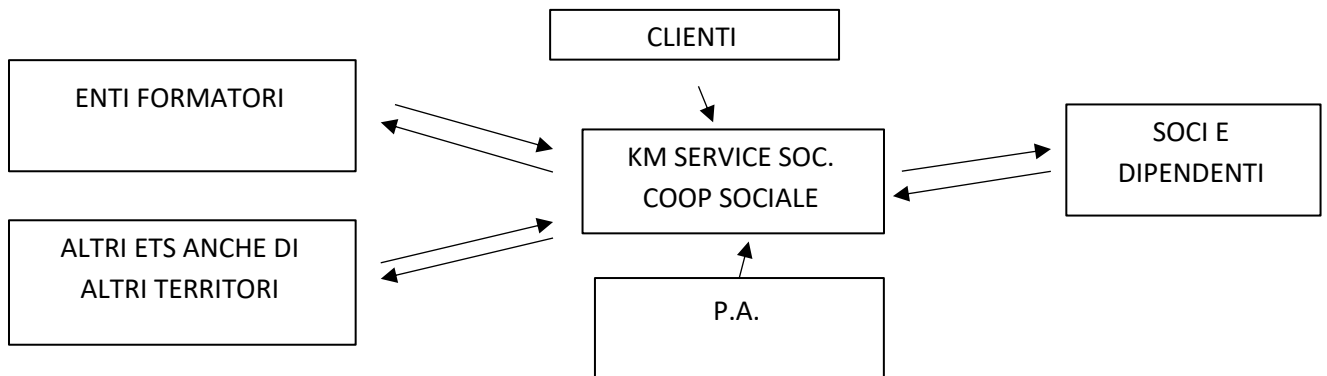 CLIENTI
ENTI FORMATORI
KM SERVICE SOC.
COOP SOCIALE
SOCI E
DIPENDENTI
ALTRI ETS ANCHE DI
ALTRI TERRITORI
P.A.